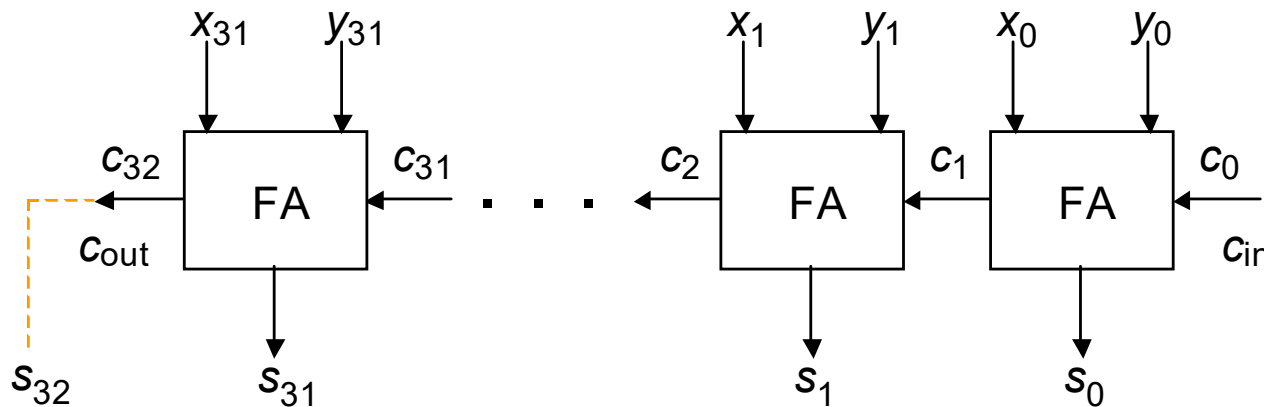 x31 y31 x1 y1 x0 y0
c32 c31 . . . c2 c1 c0
FA FA FA
cout cin
s32 s31 s1 s0